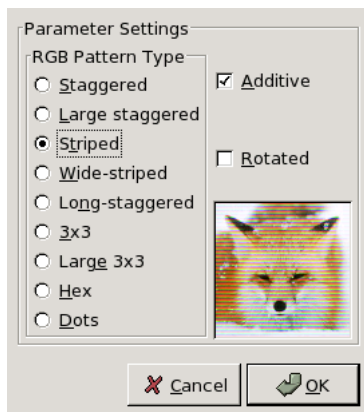 Parameter Settings
RGB Pattern Type
Staggered
Large staggered
Striped
Wide-striped
Long-staggered
3x3
Large 3x3
Hex
Dots
Additive
Rotated
Cancel
OK